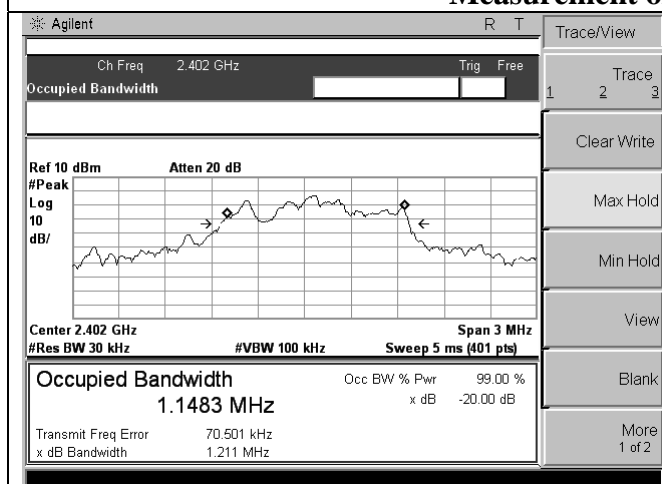 Agilent R T
Trace/View
Ch Freq 2.402 GHz Trig Free
Occupied Bandwidth
Trace
1 2 3
Clear Write
Ref 10 dBm Atten 20 dB
#Peak
Log
10
dB/
Max Hold
Min Hold
Center 2.402 GHz Span 3 MHz
#Res BW 30 kHz #VBW 100 kHz Sweep 5 ms (401 pts)
View
Occupied Bandwidth Occ BW % Pwr 99.00 %
1.1483 MHz x dB -20.00 dB
Blank
Transmit Freq Error 70.501 kHz
x dB Bandwidth 1.211 MHz
More
1 of 2